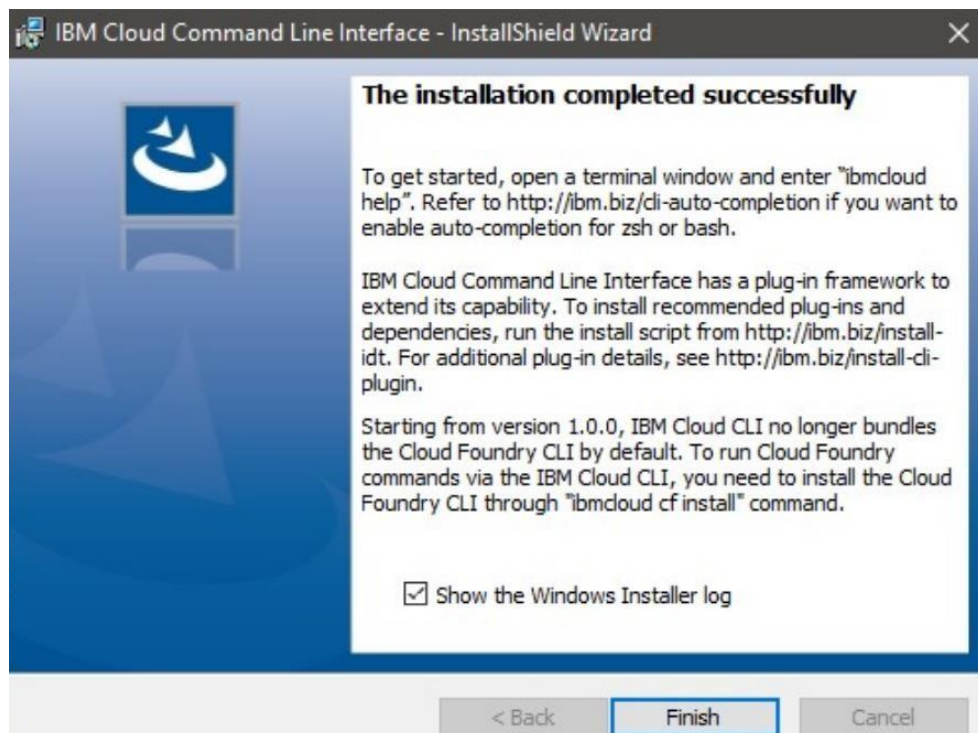 IBM Cloud Command Line Interface - InstallShield Wizard
The installation completed successfully
To get started, open a terminal window and enter "ibmcloud
help". Refer to http://ibm.biz/cli-auto-completion if you want to
enable auto-completion for zsh or bash.
IBM Cloud Command Line Interface has a plug-in framework to
extend its capability. To install recommended plug-ins and
dependencies, run the install script from http://ibm.biz/install-
idt. For additional plug-in details, see http://ibm.biz/install-cli-
plugin.
Starting from version 1.0.0, IBM Cloud CLI no longer bundles
the Cloud Foundry CLI by default. To run Cloud Foundry
commands via the IBM Cloud CLI, you need to install the Cloud
Foundry CLI through "ibmcloud cf install" command.
Show the Windows Installer log
< Back Finish Cancel